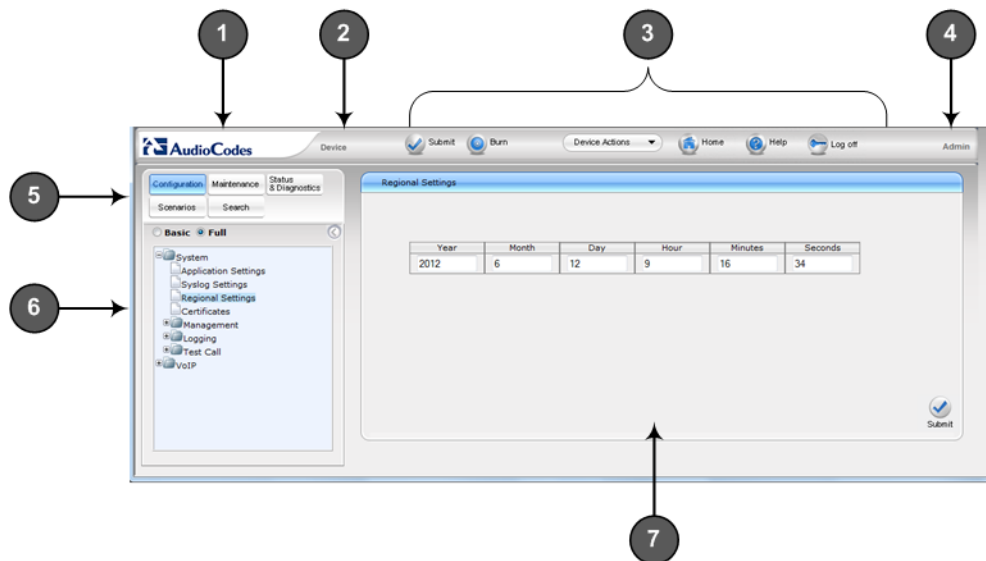 1 2 3 4
AudioCodes Device Submit Burn Device Actions Home Help Log off Admin
5
Configuration Maintenance Status & Diagnostics
Scenarios Search
Basic Full
6
System
Application Settings
Syslog Settings
Regional Settings
Certificates
Management
Logging
Test Call
VoIP
Regional Settings
Year Month Day Hour Minutes Seconds
2012 6 12 9 16 34
Submit
7